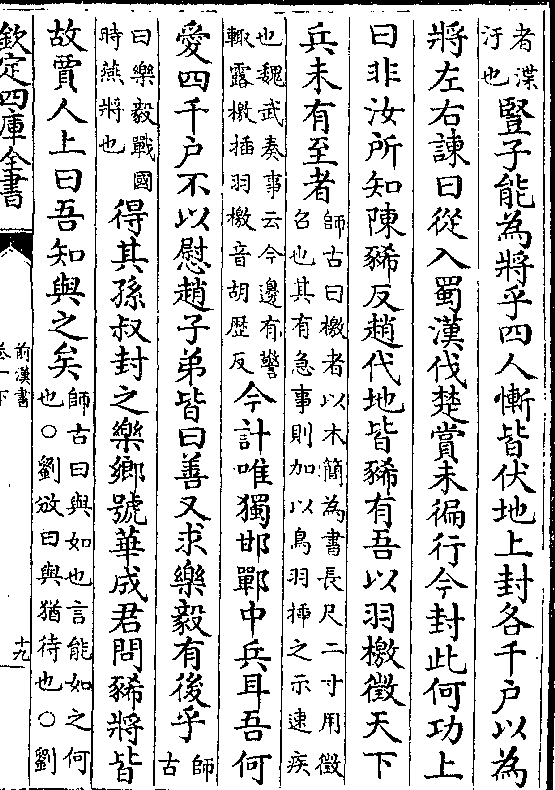 者渫
汙也
豎子能為將乎四人慚皆伏地上封各千户以為
將左右諫曰從入蜀漢伐楚賞未徧行今封此何功上
曰非汝所知陳豨反趙代地皆豨有吾以羽檄徵天下
兵未有至者
師古曰檄者以木簡為書長尺二寸用徵
召也其有急事則加以鳥羽揷之示速疾
也魏武奏事云今邊有警
輙露檄插羽檄音胡歴反
今計唯獨邯鄲中兵耳吾何
愛四千户不以慰趙子弟皆曰善又求樂毅有後乎
師
古
曰樂毅戰國
時燕將也
得其孫叔封之樂鄉號華成君問豨將皆
故賈人上曰吾知與之矣
師古曰與如也言能如之何
也○劉攽曰與猶待也○劉
欽定四庫全書
前漢書
卷一下
十九